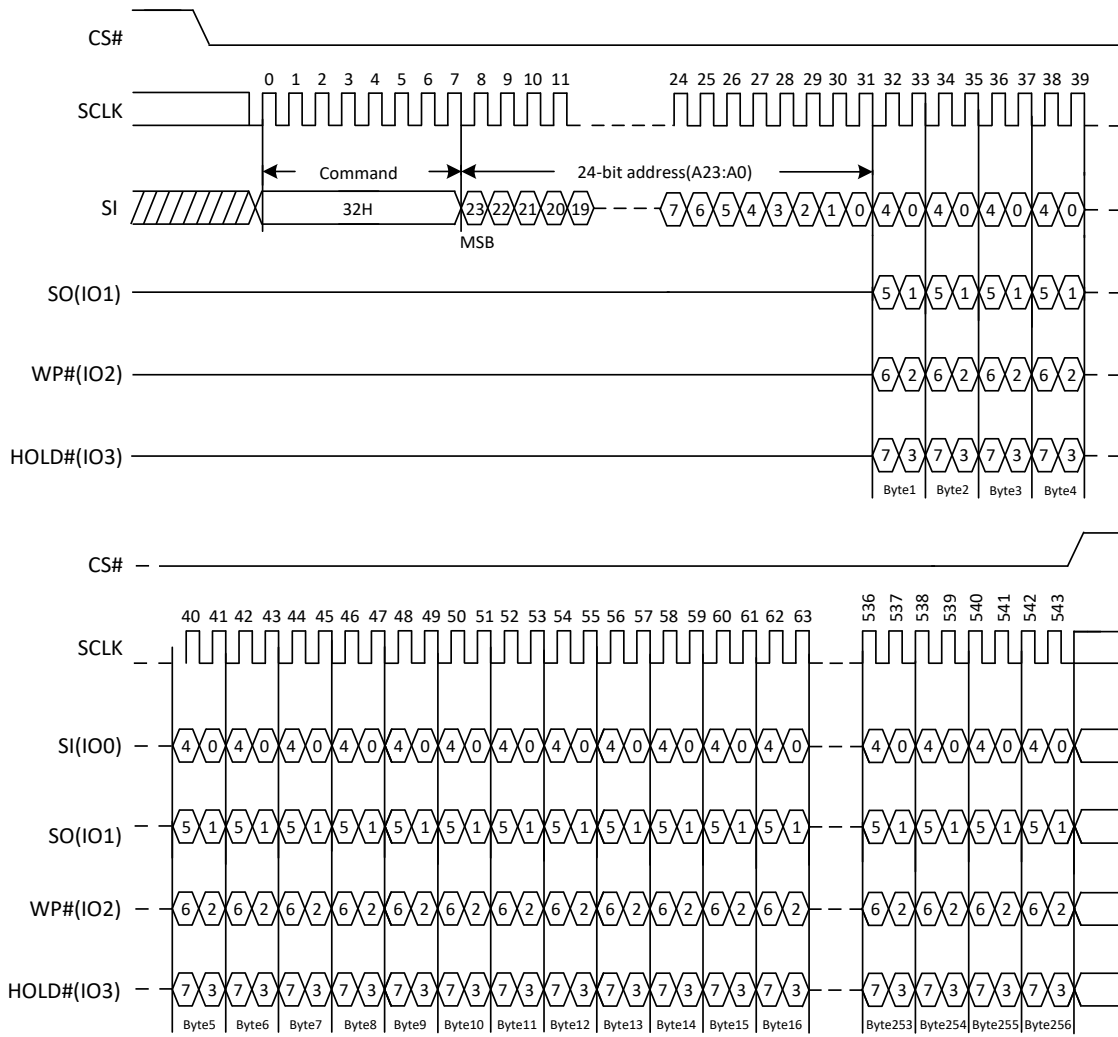 CS#
0 1 2 3 4 5 6 7 8 9 10 11 24 25 26 27 28 29 30 31 32 33 34 35 36 37 38 39
SCLK
Command 24-bit address(A23:A0)
SI 32H 23 22 21 20 19 7 6 5 4 3 2 1 0 4 0 4 0 4 0 4 0
MSB
SO(IO1) 5 1 5 1 5 1 5 1
WP#(IO2) 6 2 6 2 6 2 6 2
HOLD#(IO3) 7 3 7 3 7 3 7 3
Byte1 Byte2 Byte3 Byte4
CS#
40 41 42 43 44 45 46 47 48 49 50 51 52 53 54 55 56 57 58 59 60 61 62 63 536 537 538 539 540 541 542 543
SCLK
SI(IO0) 4 0 4 0 4 0 4 0 4 0 4 0 4 0 4 0 4 0 4 0 4 0 4 0 4 0 4 0 4 0 4 0
SO(IO1) 5 1 5 1 5 1 5 1 5 1 5 1 5 1 5 1 5 1 5 1 5 1 5 1 5 1 5 1 5 1 5 1
WP#(IO2) 6 2 6 2 6 2 6 2 6 2 6 2 6 2 6 2 6 2 6 2 6 2 6 2 6 2 6 2 6 2 6 2
HOLD#(IO3) 7 3 7 3 7 3 7 3 7 3 7 3 7 3 7 3 7 3 7 3 7 3 7 3 7 3 7 3 7 3 7 3
Byte5 Byte6 Byte7 Byte8 Byte9 Byte10 Byte11 Byte12 Byte13 Byte14 Byte15 Byte16 Byte253 Byte254 Byte255 Byte256